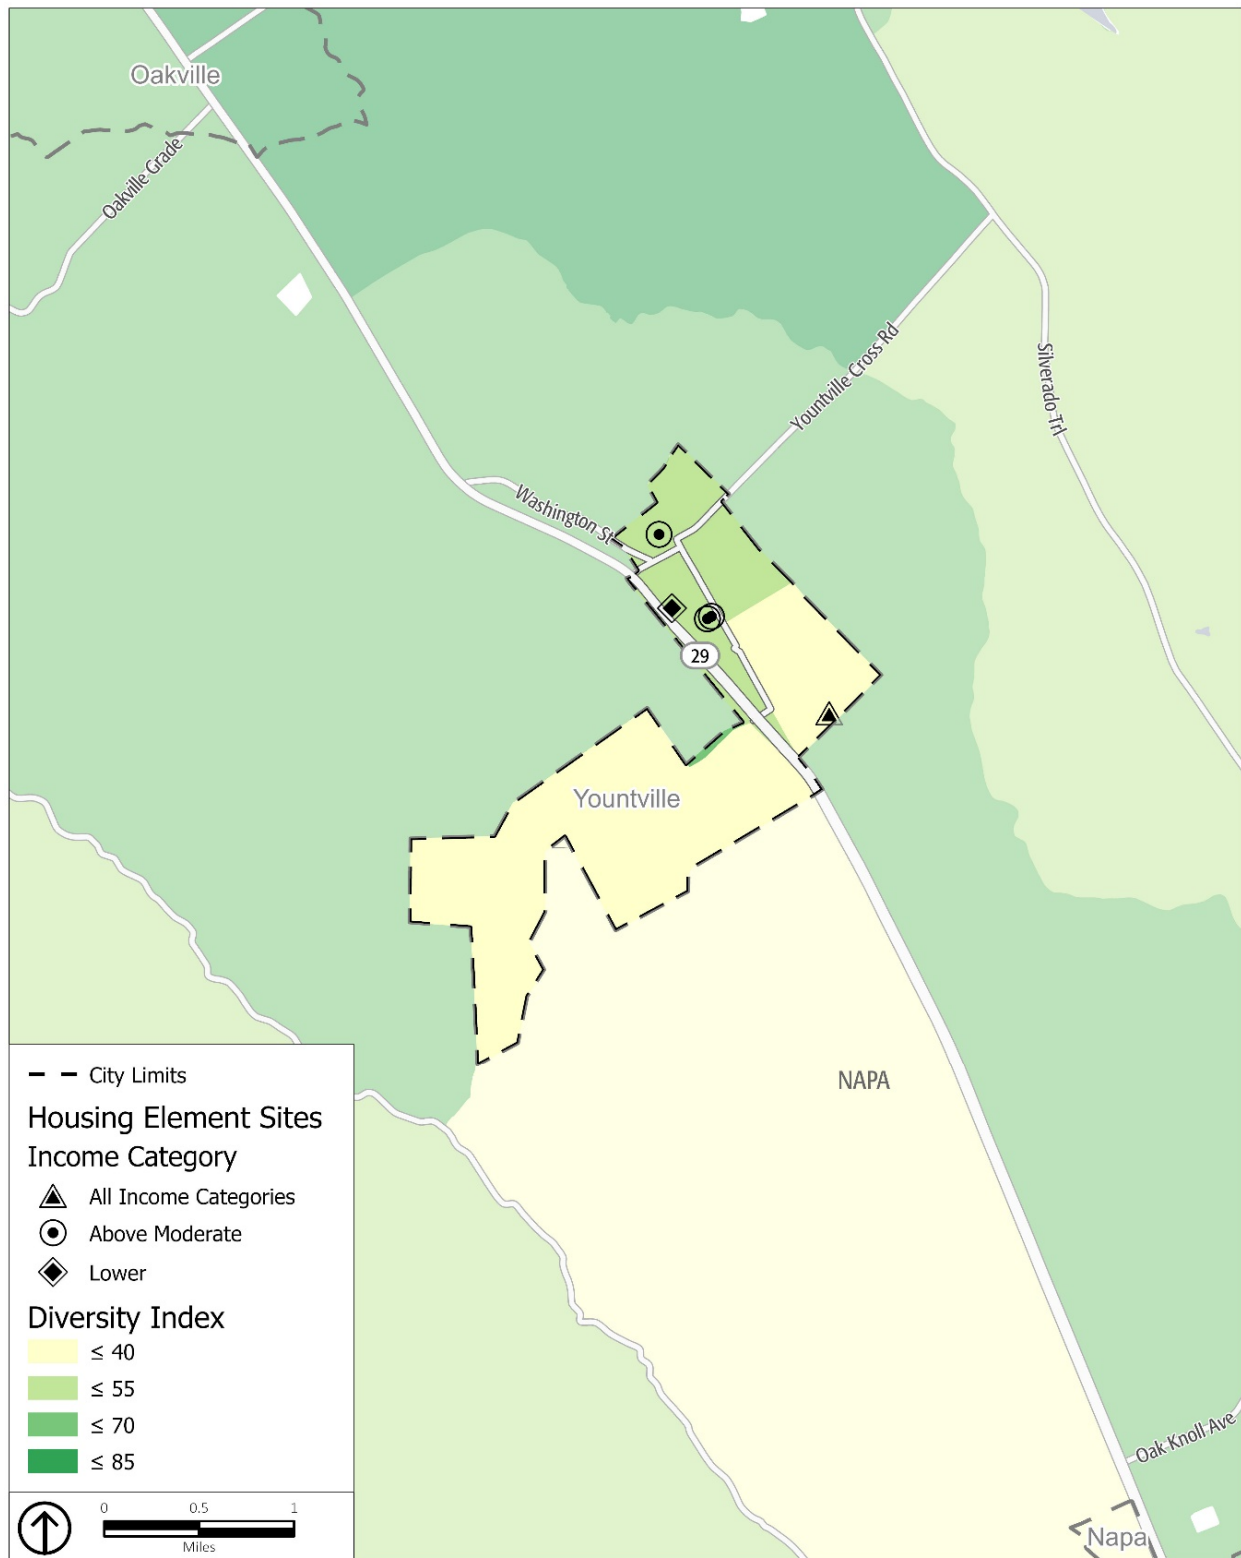 Oakville
Oakville Grade
Yountville Cross Rd
Silverado Trl
Washington St
29
Yountville
NAPA
City Limits
Housing Element Sites
Income Category
All Income Categories
Above Moderate
Lower
Diversity Index
≤ 40
≤ 55
≤ 70
≤ 85
Oak Knoll Ave
Napa
0 0.5 1
Miles